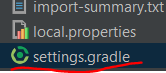 import-summary.txt
local.properties
settings.gradle